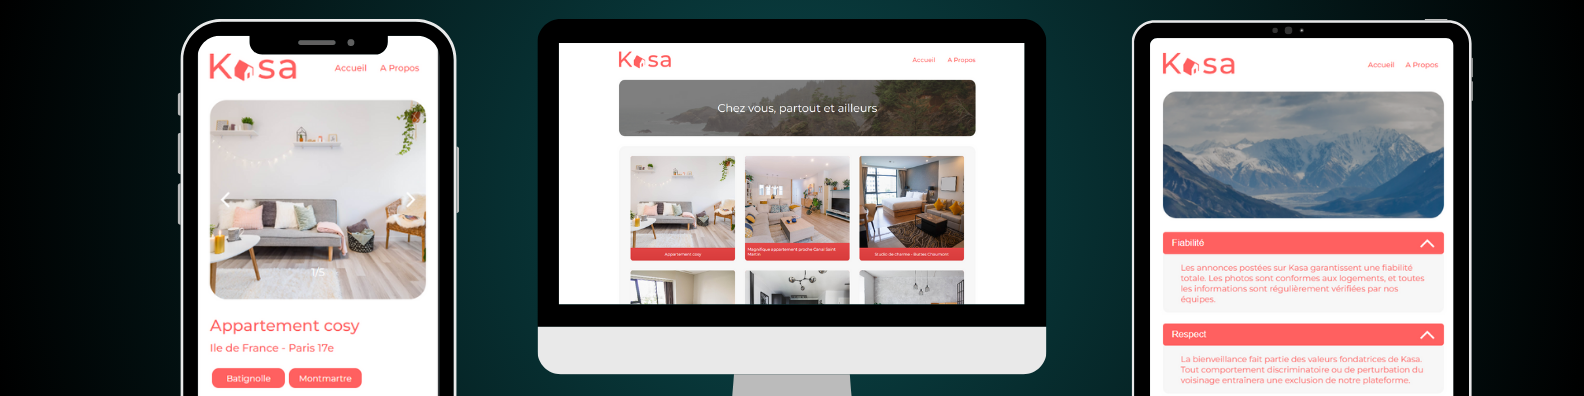 Kasa
Accueil A Propos
1/5
Appartement cosy
Ile de France - Paris 17e
Batignolle Montmartre
Kasa
Accueil A Propos
Chez vous, partout et ailleurs
Appartement cosy
Magnifique appartement proche Canal Saint
Martin
Studio de charme - Buttes Chaumont
Kasa
Accueil A Propos
Fiabilité
Les annonces postées sur Kasa garantissent une fiabilité
totale. Les photos sont conformes aux logements, et toutes
les informations sont régulièrement vérifiées par nos
équipes.
Respect
La bienveillance fait partie des valeurs fondatrices de Kasa.
Tout comportement discriminatoire ou de perturbation du
voisinage entraînera une exclusion de notre plateforme.